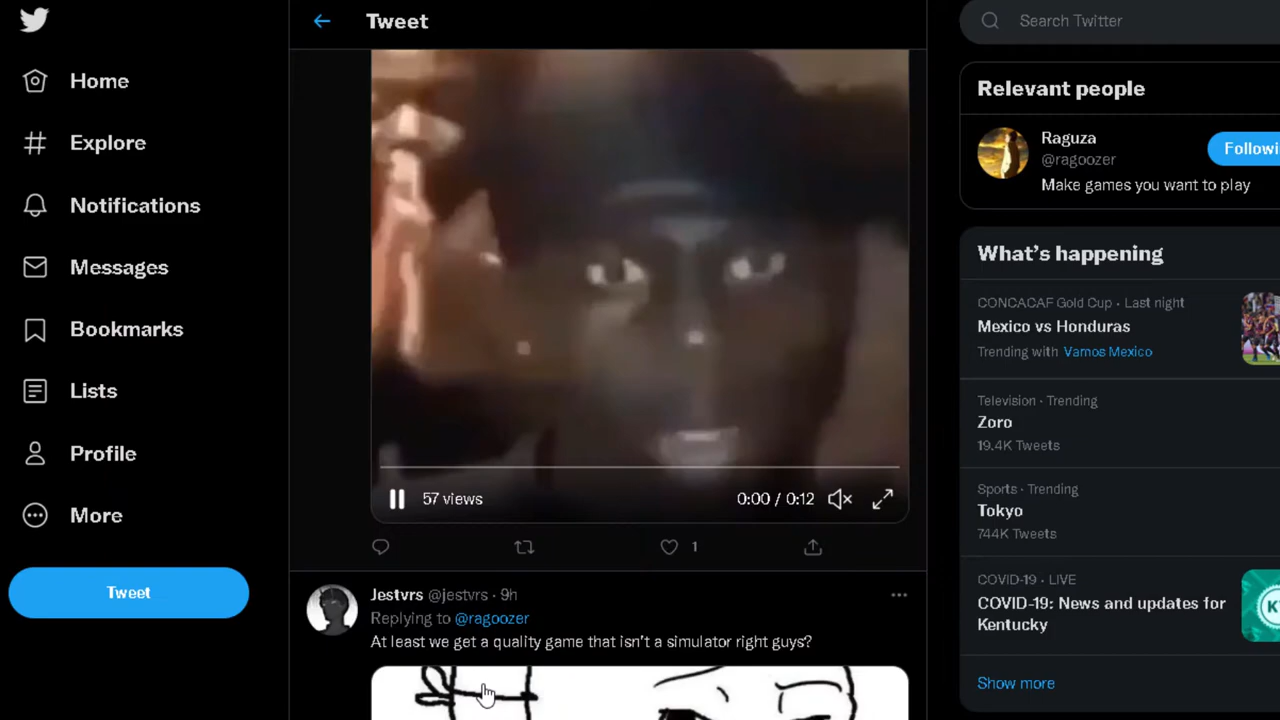 Home
Explore
Notifications
Messages
Bookmarks
Lists
Profile
More
Tweet
Tweet
57 views
0:00 / 0:12
1
Jestvrs @jestvrs · 9h
Replying to @ragoozer
At least we get a quality game that isn't a simulator right guys?
Search Twitter
Relevant people
Raguza
@ragoozer
Followi
Make games you want to play
What's happening
CONCACAF Gold Cup · Last night
Mexico vs Honduras
Trending with Vamos Mexico
Television · Trending
Zoro
19.4K Tweets
Sports · Trending
Tokyo
744K Tweets
COVID-19 · LIVE
COVID-19: News and updates for
Kentucky
Show more